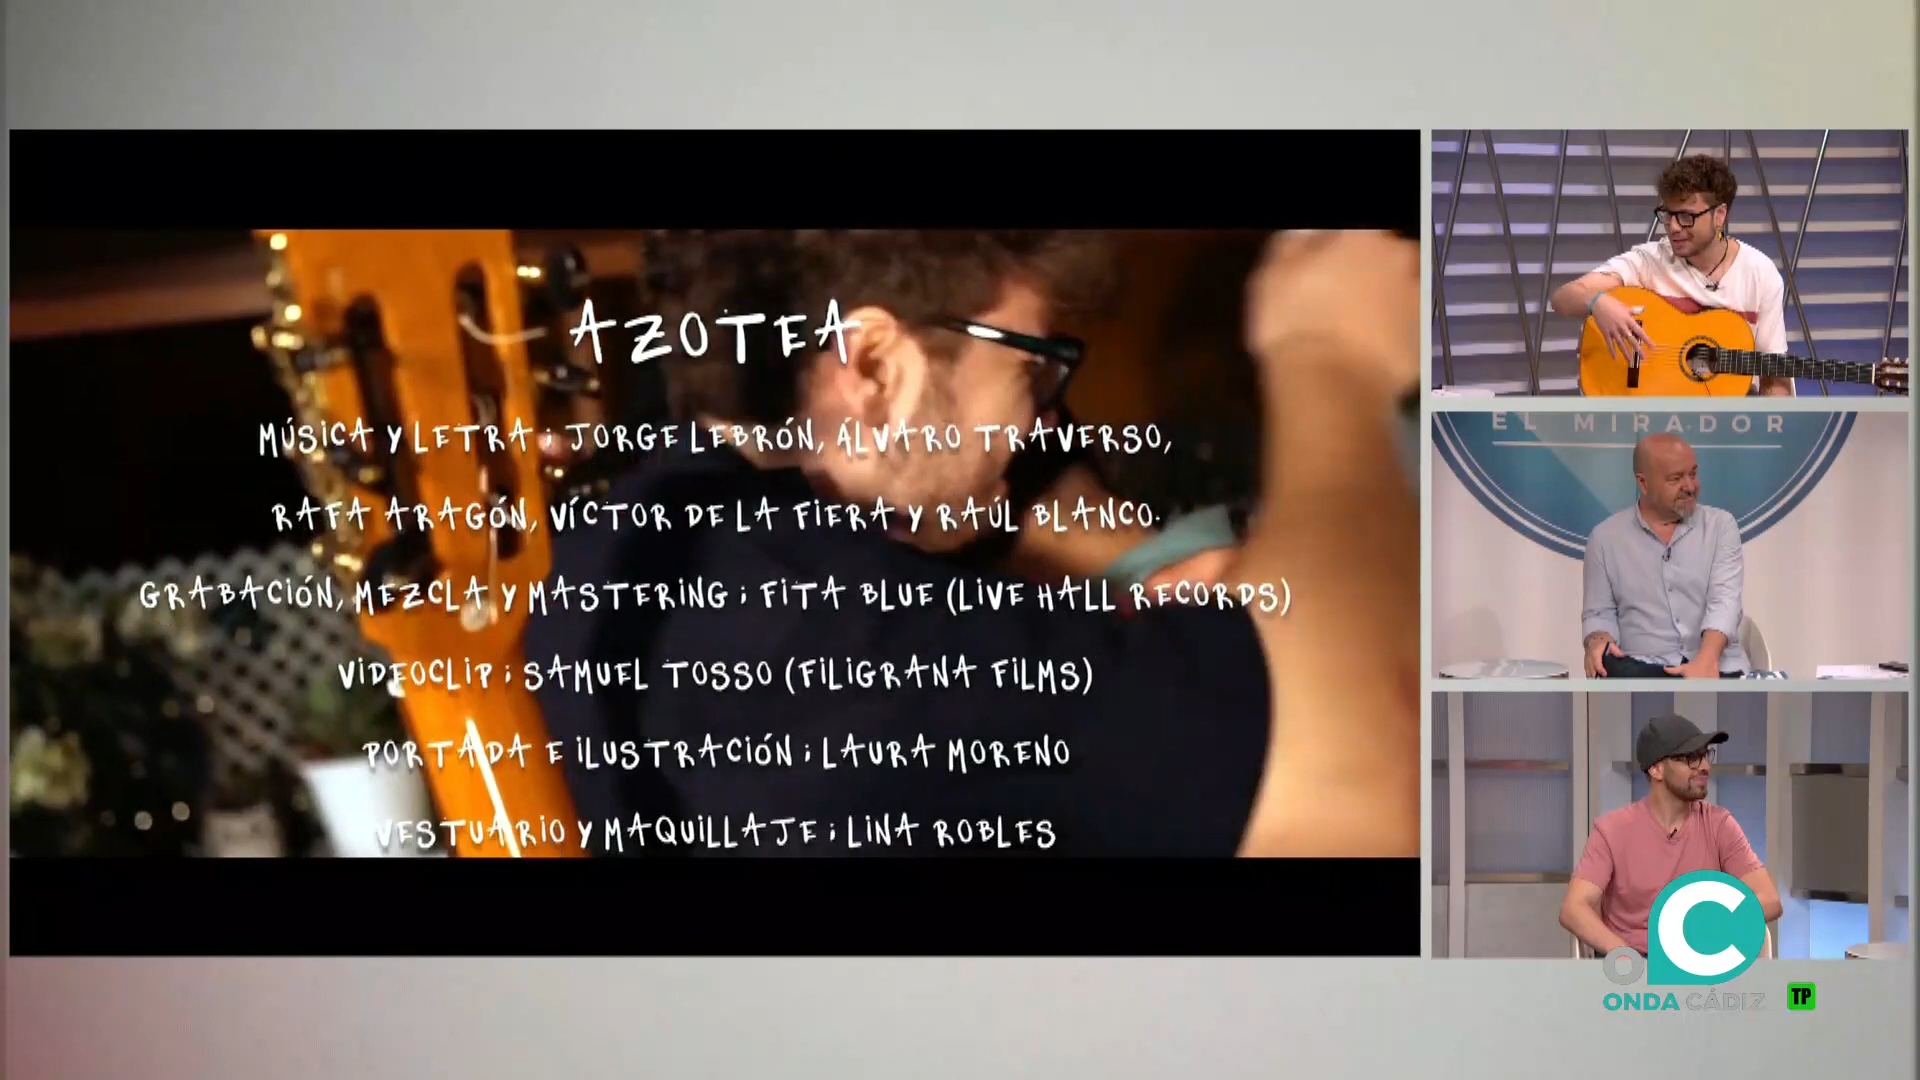 AZOTEA
MÚSICA Y LETRA : JORGE LEBRÓN, ÁLVARO TRAVERSO,
RAFA ARAGÓN, VÍCTOR DE LA FIERA Y RAÚL BLANCO.
GRABACIÓN, MEZCLA Y MASTERING : FITA BLUE (LIVE HALL RECORDS)
VIDEOCLIP : SAMUEL TOSSO (FILIGRANA FILMS)
PORTADA E ILUSTRACIÓN : LAURA MORENO
VESTUARIO Y MAQUILLAJE : LINA ROBLES
EL MIRADOR
OC
ONDA CÁDIZ
TP